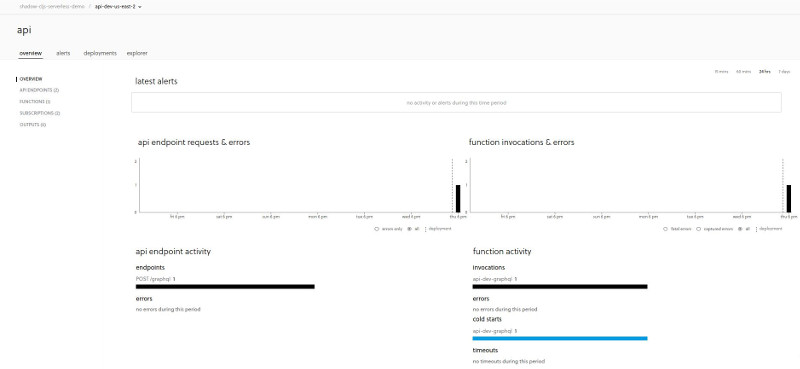 shadow-cljs-serverless-demo / api-dev-us-east-2
api
overview alerts deployments explorer
15 mins 60 mins 24 hrs 7 days
OVERVIEW
API ENDPOINTS (2)
FUNCTIONS (1)
SUBSCRIPTIONS (0)
OUTPUTS (0)
latest alerts
no activity or alerts during this time period
api endpoint requests & errors
2
1
0
fri 6 pm sat 6 pm sun 6 pm mon 6 pm tue 6 pm wed 6 pm thu 6 pm
errors only all deployment
function invocations & errors
2
1
0
fri 6 pm sat 6 pm sun 6 pm mon 6 pm tue 6 pm wed 6 pm thu 6 pm
fatal errors captured errors all deployment
api endpoint activity
endpoints
POST /graphql 1
errors
no errors during this period
function activity
invocations
api-dev-graphql 1
errors
no errors during this period
cold starts
api-dev-graphql 1
timeouts
no timeouts during this period